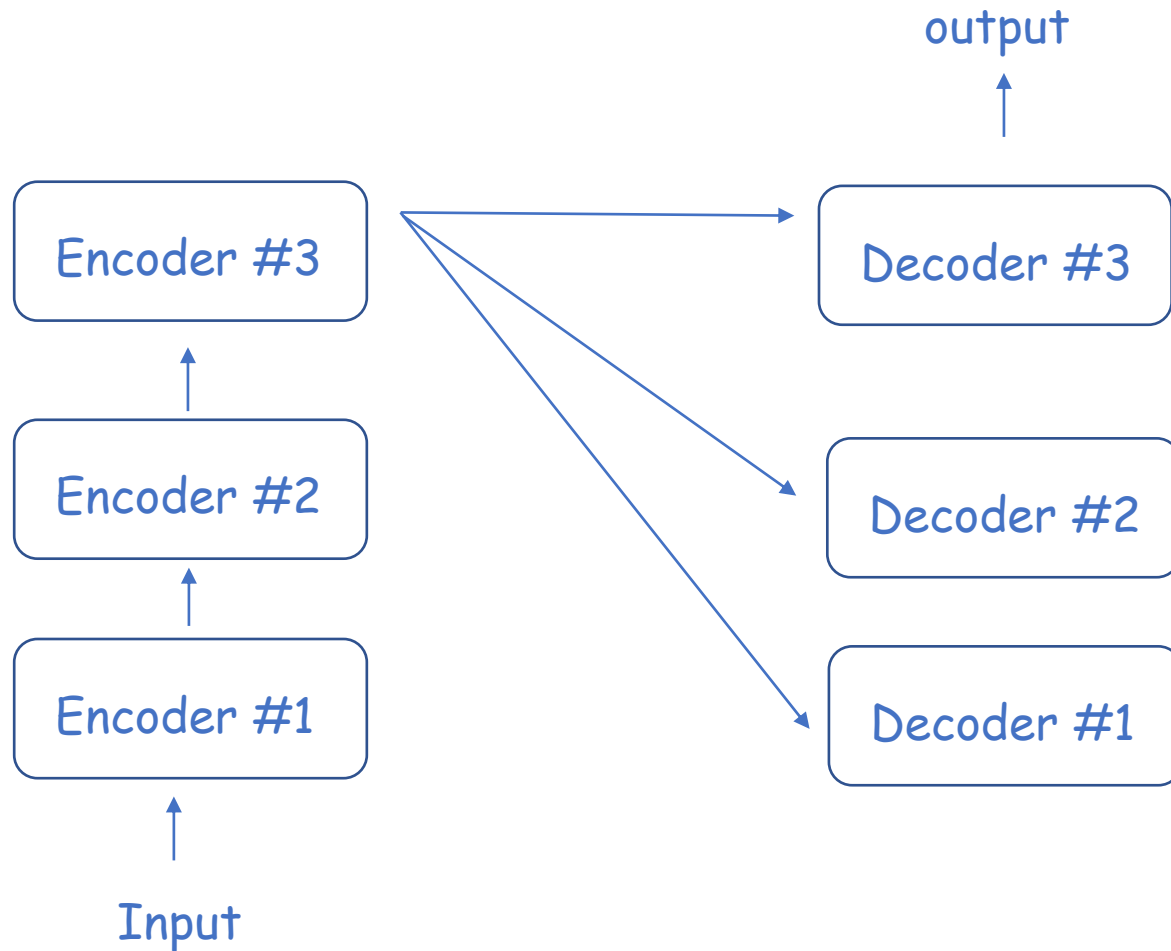 output
Encoder #3
Decoder #3
Encoder #2
Decoder #2
Encoder #1
Decoder #1
Input